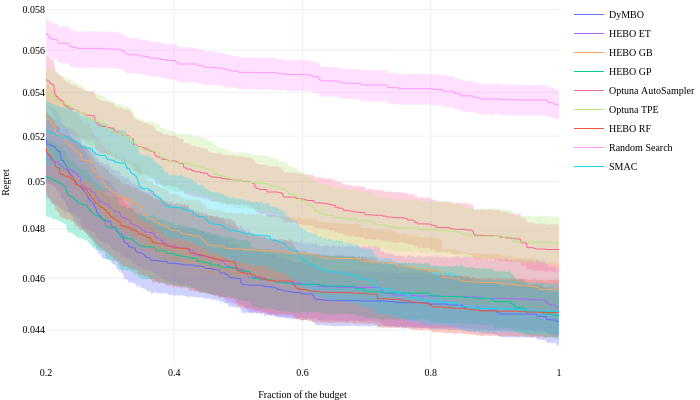 0.058
0.056
0.054
0.052
0.05
0.048
0.046
0.044
Regret
0.2
0.4
0.6
0.8
1
Fraction of the budget
DyMBO
HEBO ET
HEBO GB
HEBO GP
Optuna AutoSampler
Optuna TPE
HEBO RF
Random Search
SMAC